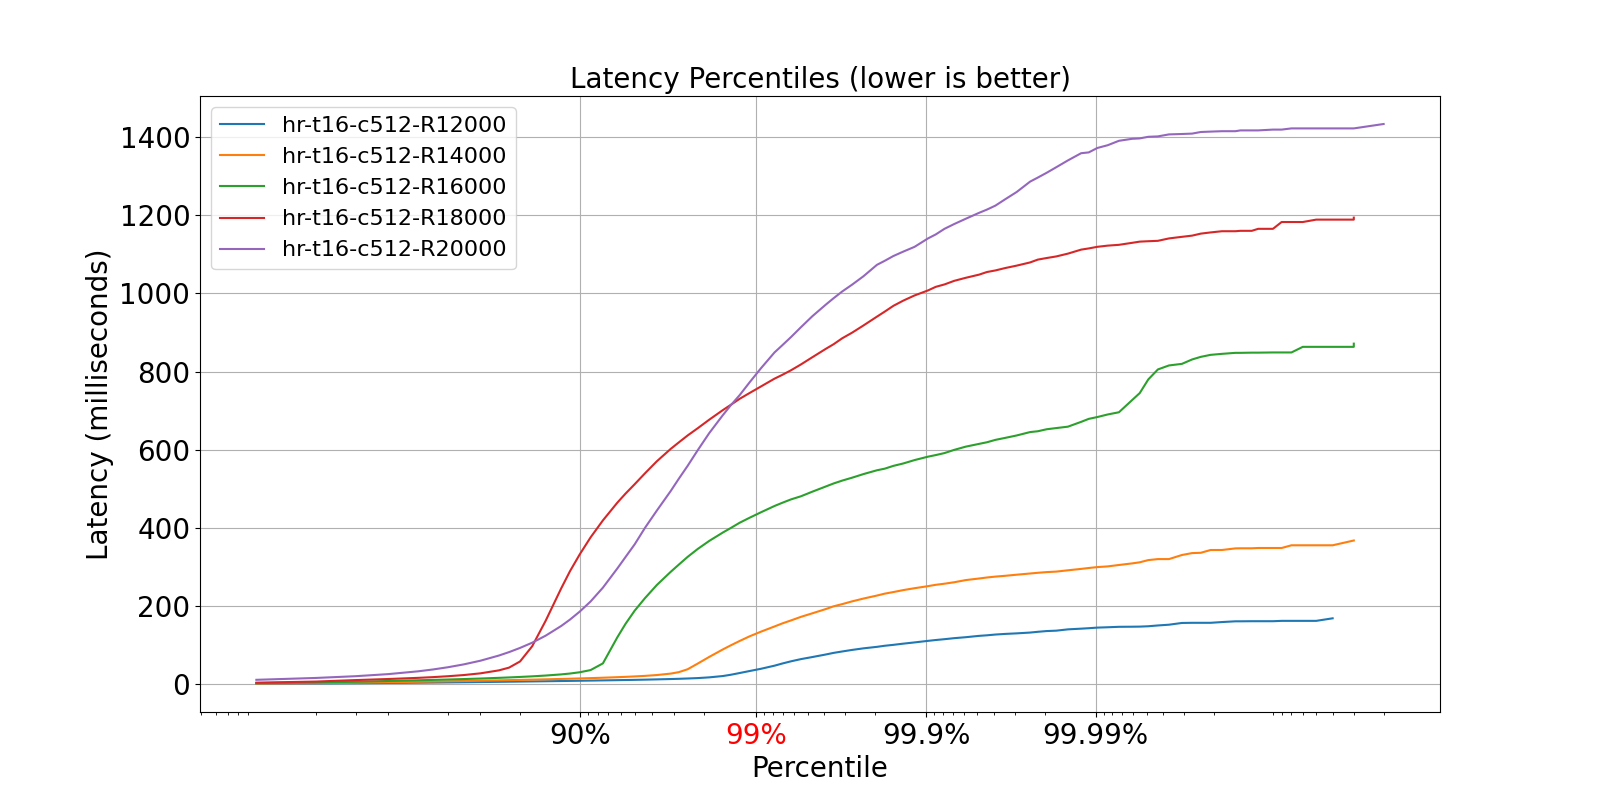 Latency Percentiles (lower is better)
hr-t16-c512-R12000
hr-t16-c512-R14000
hr-t16-c512-R16000
hr-t16-c512-R18000
hr-t16-c512-R20000
1400
1200
1000
800
600
400
200
0
Latency (milliseconds)
90% 99% 99.9% 99.99%
Percentile